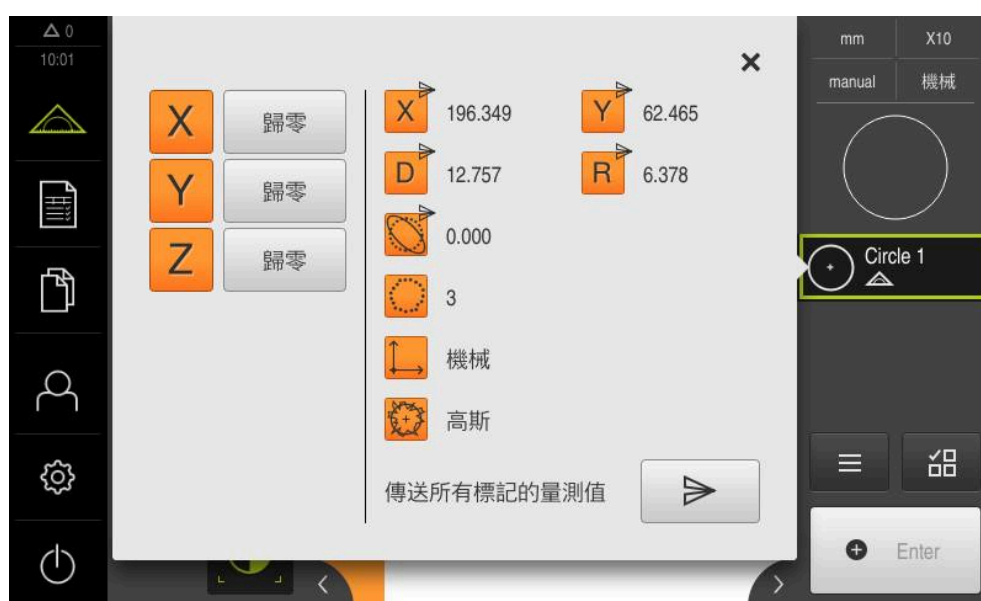 0
10:01
X 歸零
Y 歸零
Z 歸零
X 196.349 Y 62.465
D 12.757 R 6.378
0.000
3
機械
高斯
傳送所有標記的量測值
mm X10
manual 機械
Circle 1
Enter